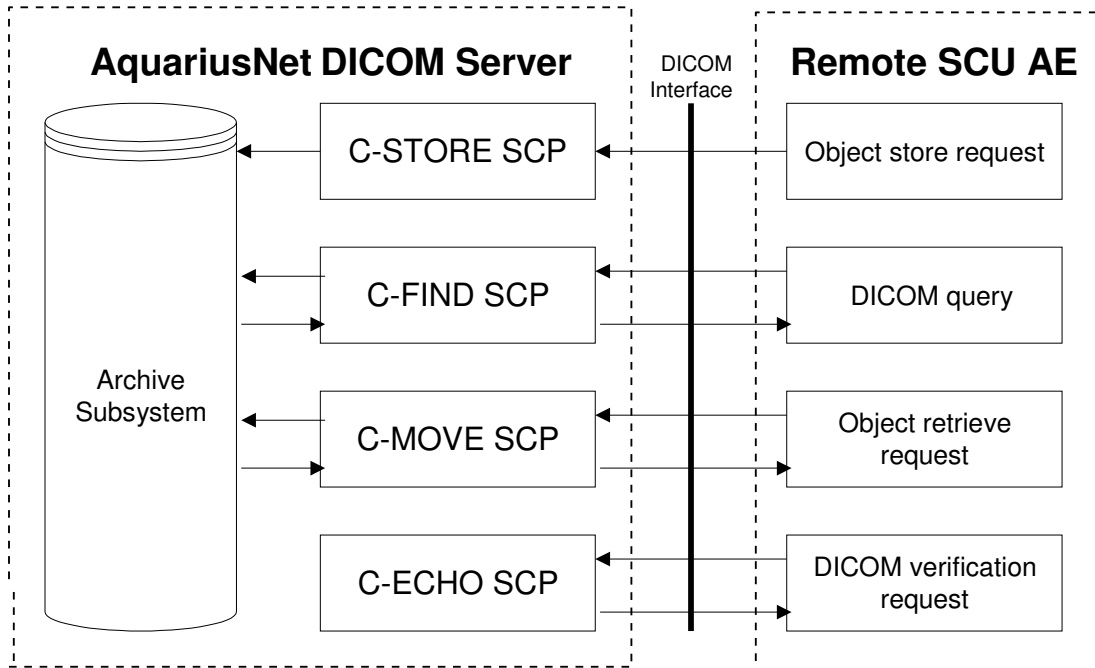 AquariusNet DICOM Server
DICOM
Interface
Remote SCU AE
C-STORE SCP
Object store request
C-FIND SCP
DICOM query
Archive
Subsystem
C-MOVE SCP
Object retrieve
request
C-ECHO SCP
DICOM verification
request